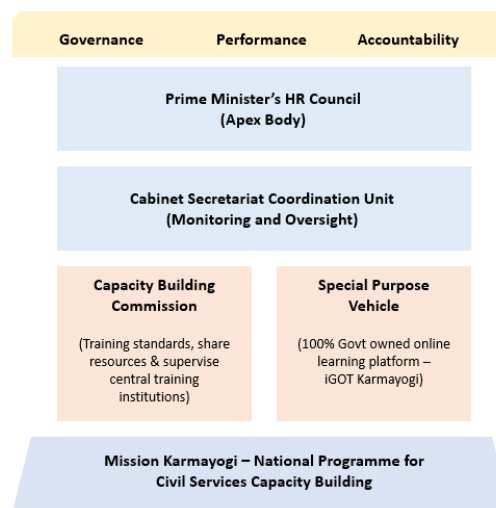 Governance Performance Accountability
Prime Minister’s HR Council
(Apex Body)
Cabinet Secretariat Coordination Unit
(Monitoring and Oversight)
Capacity Building
Commission
(Training standards, share
resources & supervise
central training
institutions)
Special Purpose
Vehicle
(100% Govt owned online
learning platform –
iGOT Karmayogi)
Mission Karmayogi – National Programme for
Civil Services Capacity Building